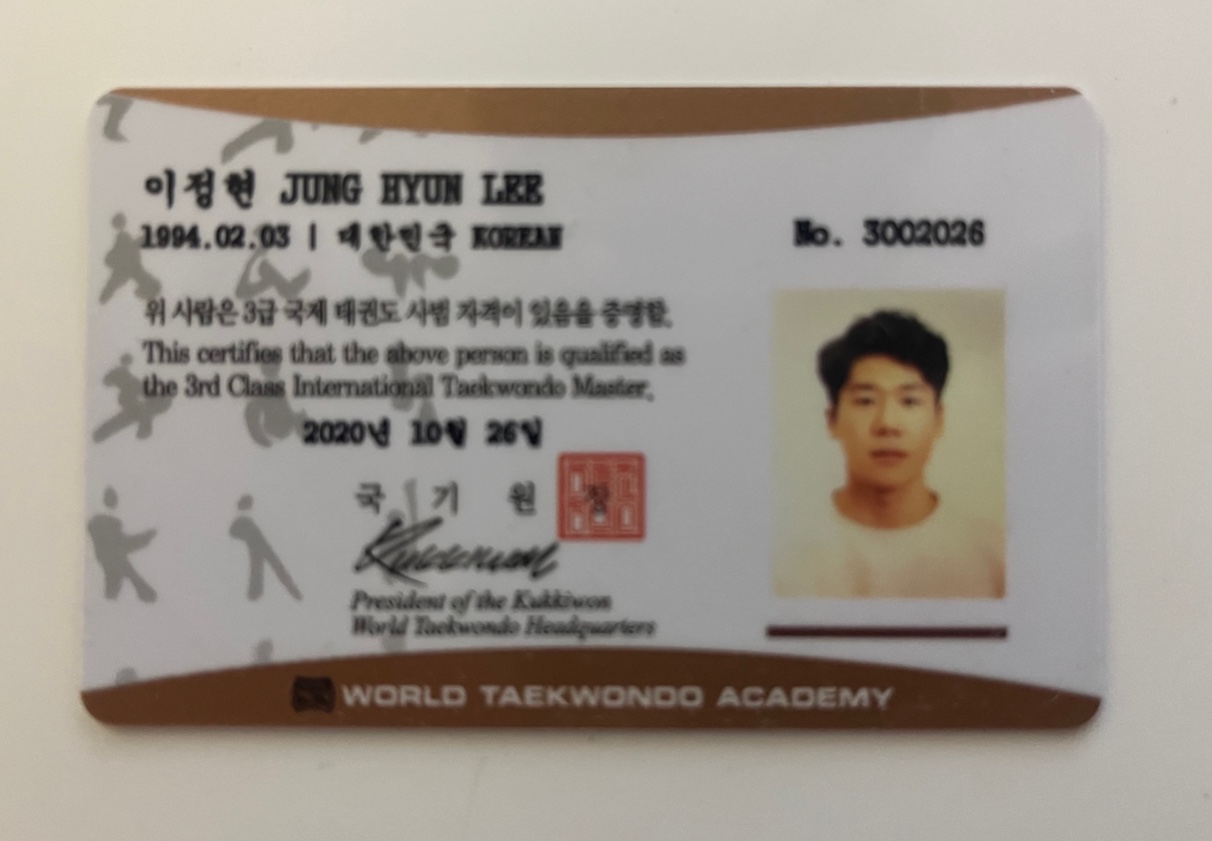 이정현 JUNG HYUN LEE
1994.02.03 | 대한민국 KOREAN
No. 3002026
위 사람은 3급 국제 태권도 사범 자격이 있음을 증명함.
This certifies that the above person is qualified as
the 3rd Class International Taekwondo Master.
2020년 10월 26일
국 기 원 장
Kukkiwon
President of the Kukkiwon
World Taekwondo Headquarters
WORLD TAEKWONDO ACADEMY